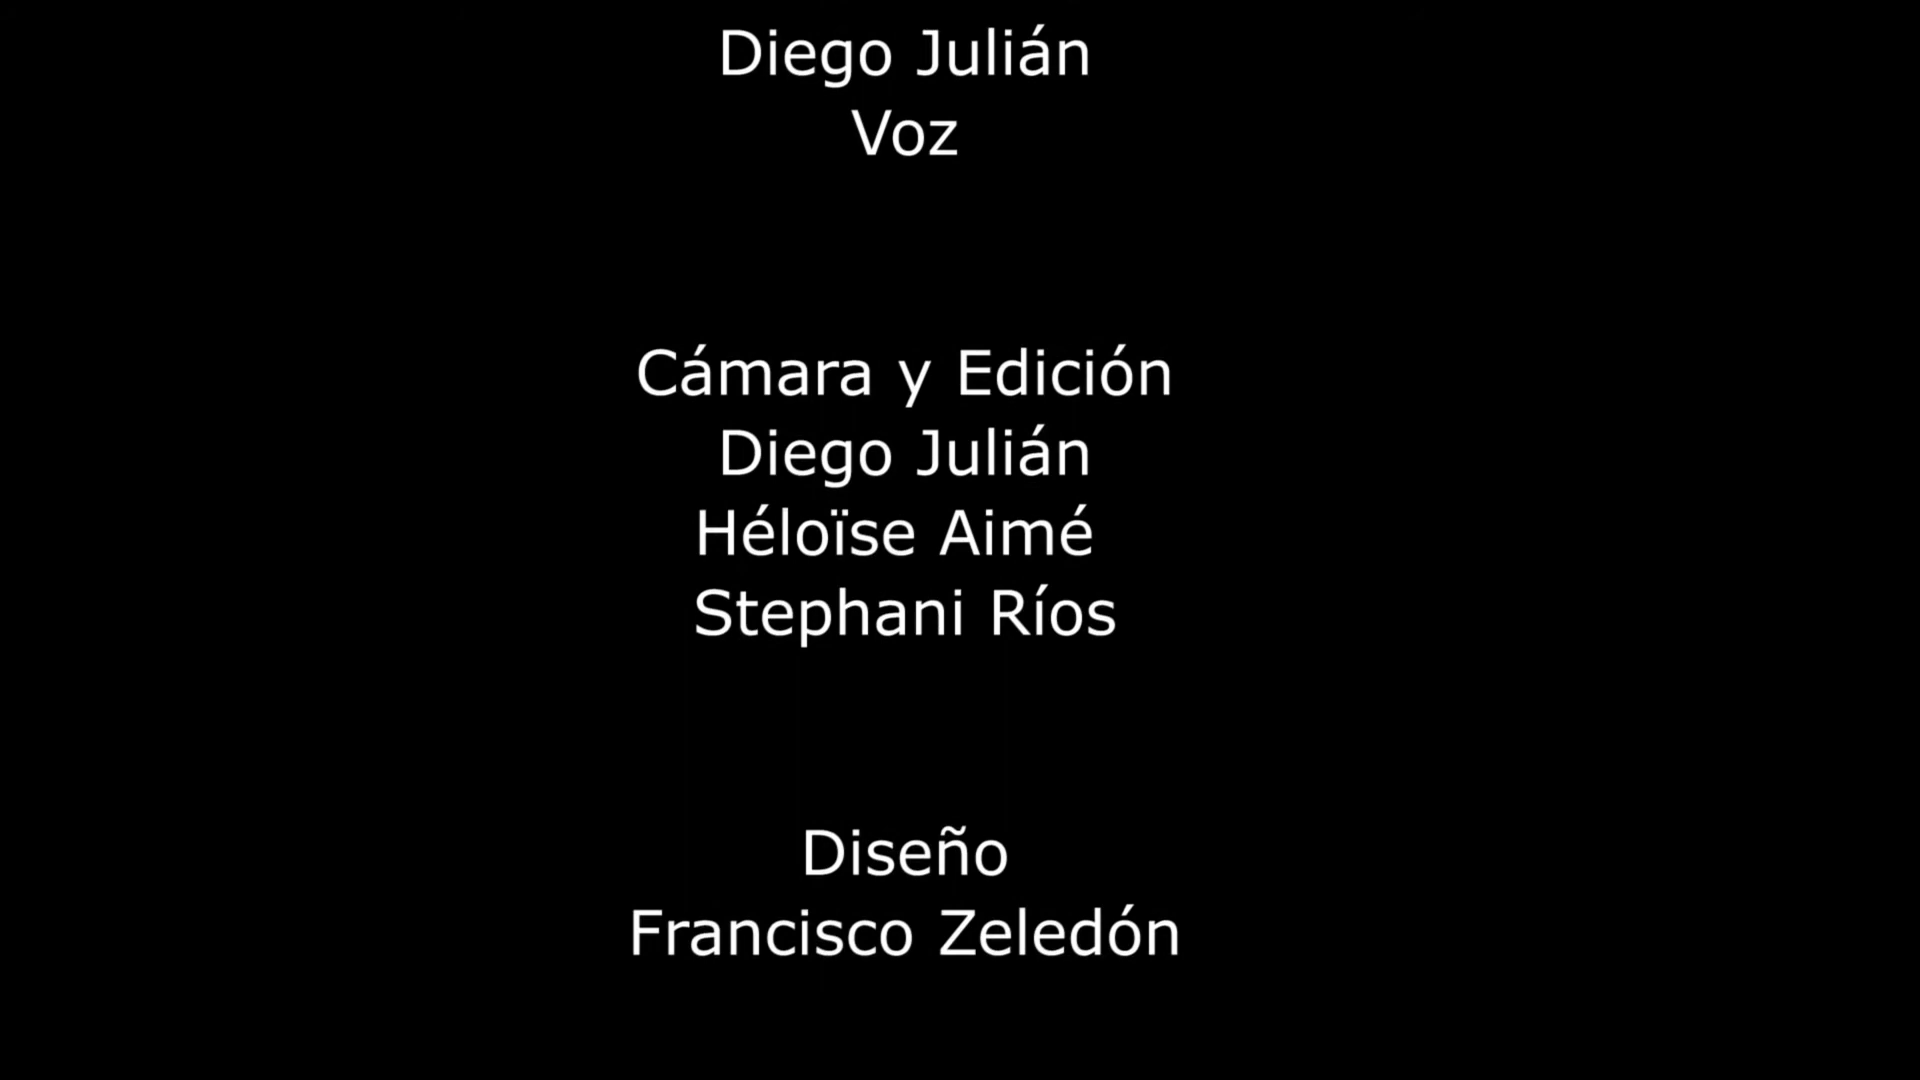 Diego Julián
Voz
Cámara y Edición
Diego Julián
Héloïse Aimé
Stephani Ríos
Diseño
Francisco Zeledón